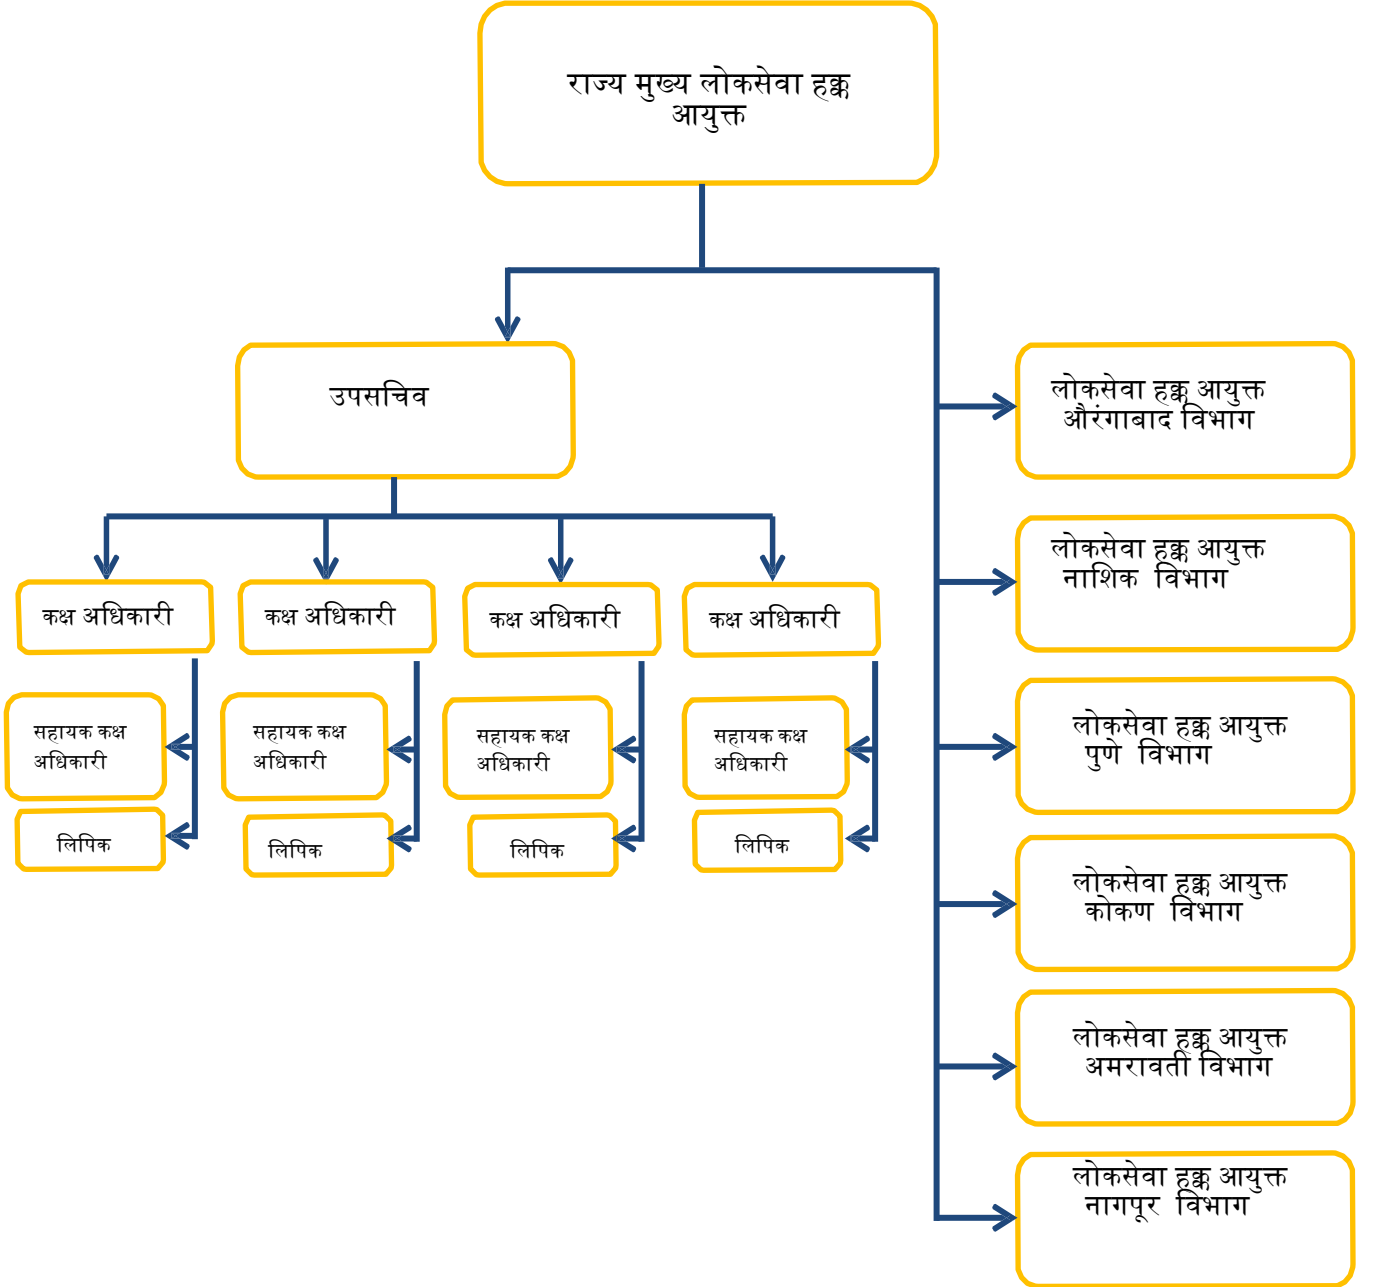 राज्य मुख्य लोकसेवा हक्क
आयुक्त
उपसचिव
कक्ष अधिकारी
कक्ष अधिकारी
कक्ष अधिकारी
कक्ष अधिकारी
सहायक कक्ष
अधिकारी
सहायक कक्ष
अधिकारी
सहायक कक्ष
अधिकारी
सहायक कक्ष
अधिकारी
लिपिक
लिपिक
लिपिक
लिपिक
लोकसेवा हक्क आयुक्त
औरंगाबाद विभाग
लोकसेवा हक्क आयुक्त
नाशिक विभाग
लोकसेवा हक्क आयुक्त
पुणे विभाग
लोकसेवा हक्क आयुक्त
कोकण विभाग
लोकसेवा हक्क आयुक्त
अमरावती विभाग
लोकसेवा हक्क आयुक्त
नागपूर विभाग